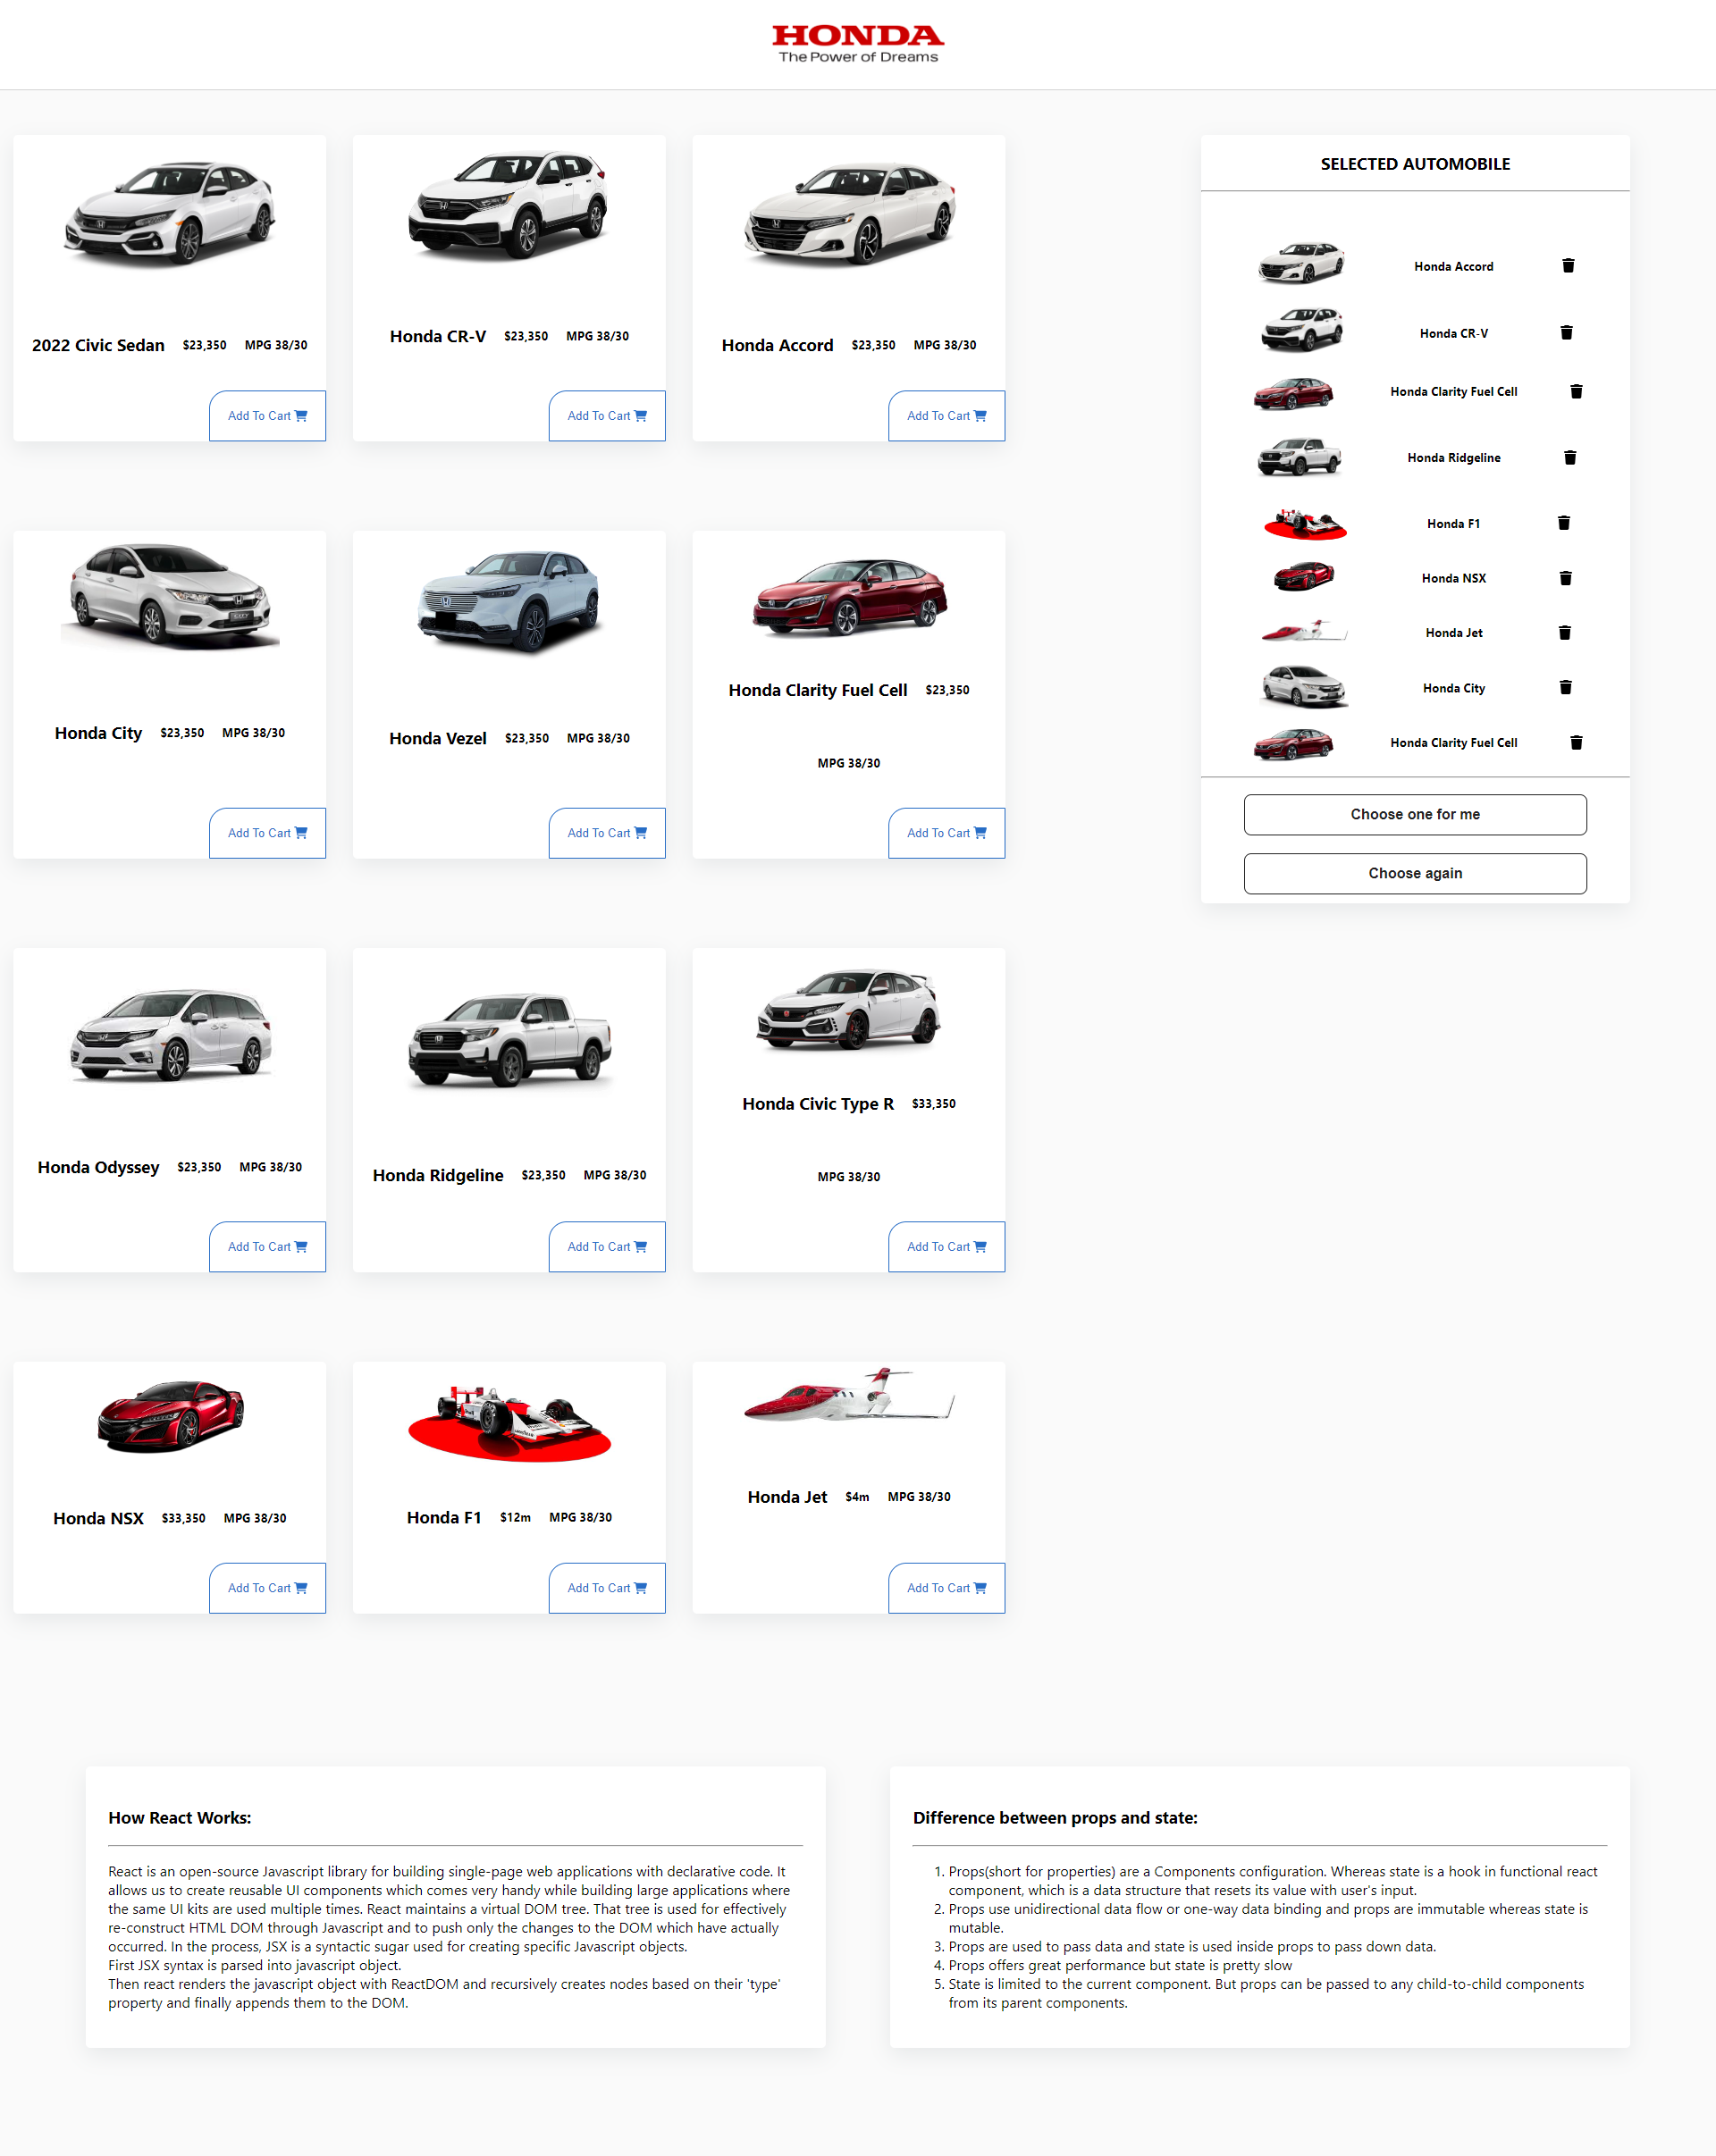 HONDA
The Power of Dreams
2022 Civic Sedan $23,350 MPG 38/30
Add To Cart
Honda CR-V $23,350 MPG 38/30
Add To Cart
Honda Accord $23,350 MPG 38/30
Add To Cart
Honda City $23,350 MPG 38/30
Add To Cart
Honda Vezel $23,350 MPG 38/30
Add To Cart
Honda Clarity Fuel Cell $23,350
MPG 38/30
Add To Cart
Honda Odyssey $23,350 MPG 38/30
Add To Cart
Honda Ridgeline $23,350 MPG 38/30
Add To Cart
Honda Civic Type R $33,350
MPG 38/30
Add To Cart
Honda NSX $33,350 MPG 38/30
Add To Cart
Honda F1 $12m MPG 38/30
Add To Cart
Honda Jet $4m MPG 38/30
Add To Cart
SELECTED AUTOMOBILE
Honda Accord
Honda CR-V
Honda Clarity Fuel Cell
Honda Ridgeline
Honda F1
Honda NSX
Honda Jet
Honda City
Honda Clarity Fuel Cell
Choose one for me
Choose again
How React Works:
React is an open-source Javascript library for building single-page web applications with declarative code. It
allows us to create reusable UI components which comes very handy while building large applications where
the same UI kits are used multiple times. React maintains a virtual DOM tree. That tree is used for effectively
re-construct HTML DOM through Javascript and to push only the changes to the DOM which have actually
occurred. In the process, JSX is a syntactic sugar used for creating specific Javascript objects.
First JSX syntax is parsed into javascript object.
Then react renders the javascript object with ReactDOM and recursively creates nodes based on their 'type'
property and finally appends them to the DOM.
Difference between props and state:
1. Props(short for properties) are a Components configuration. Whereas state is a hook in functional react
component, which is a data structure that resets its value with user's input.
2. Props use unidirectional data flow or one-way data binding and props are immutable whereas state is
mutable.
3. Props are used to pass data and state is used inside props to pass down data.
4. Props offers great performance but state is pretty slow
5. State is limited to the current component. But props can be passed to any child-to-child components
from its parent components.